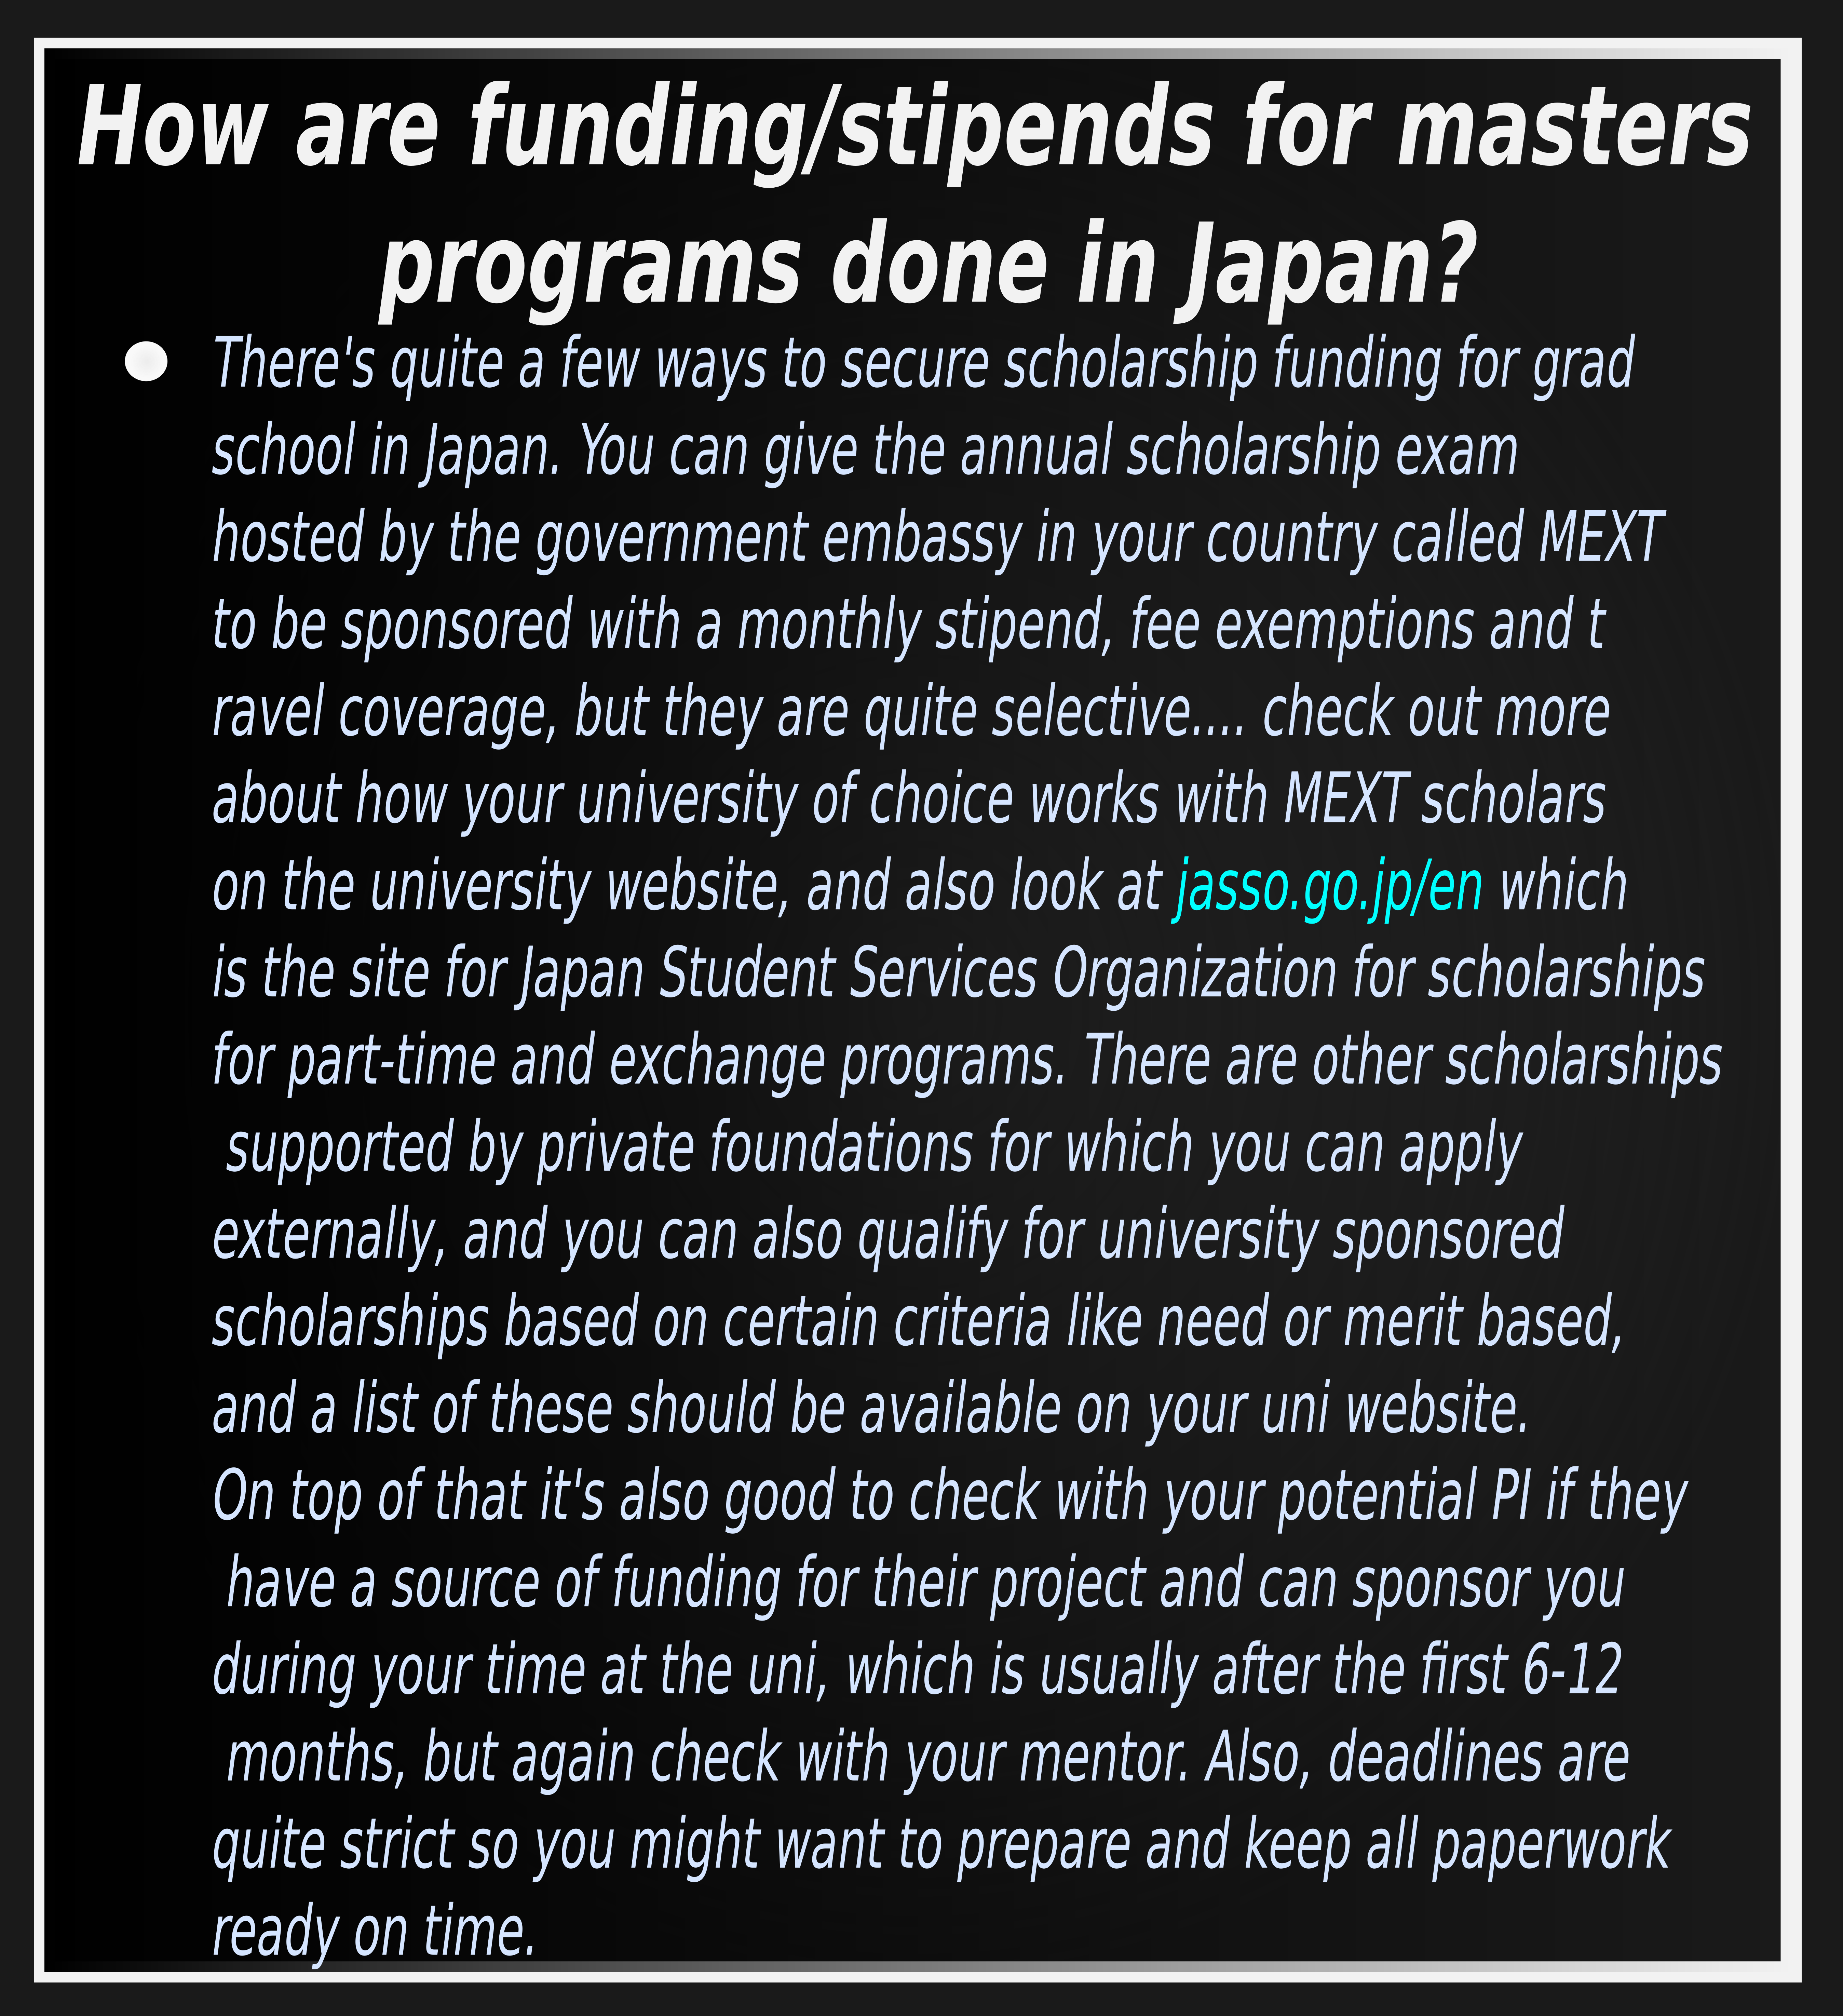 How are funding/stipends for masters
programs done in Japan?
There's quite a few ways to secure scholarship funding for grad
school in Japan. You can give the annual scholarship exam
hosted by the government embassy in your country called MEXT
to be sponsored with a monthly stipend, fee exemptions and t
ravel coverage, but they are quite selective.... check out more
about how your university of choice works with MEXT scholars
on the university website, and also look at jasso.go.jp/en which
is the site for Japan Student Services Organization for scholarships
for part-time and exchange programs. There are other scholarships
supported by private foundations for which you can apply
externally, and you can also qualify for university sponsored
scholarships based on certain criteria like need or merit based,
and a list of these should be available on your uni website.
On top of that it's also good to check with your potential PI if they
have a source of funding for their project and can sponsor you
during your time at the uni, which is usually after the first 6-12
months, but again check with your mentor. Also, deadlines are
quite strict so you might want to prepare and keep all paperwork
ready on time.